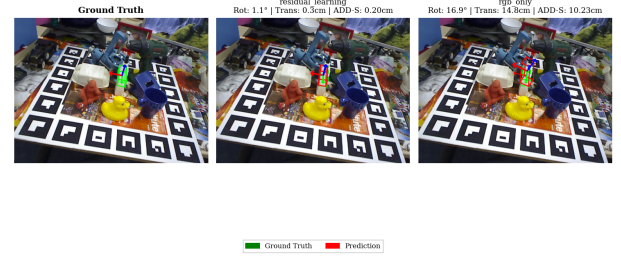 Ground Truth
residual_learning
Rot: 1.1° | Trans: 0.3cm | ADD-S: 0.20cm
rgb_only
Rot: 16.9° | Trans: 14.8cm | ADD-S: 10.23cm
Ground Truth
Prediction